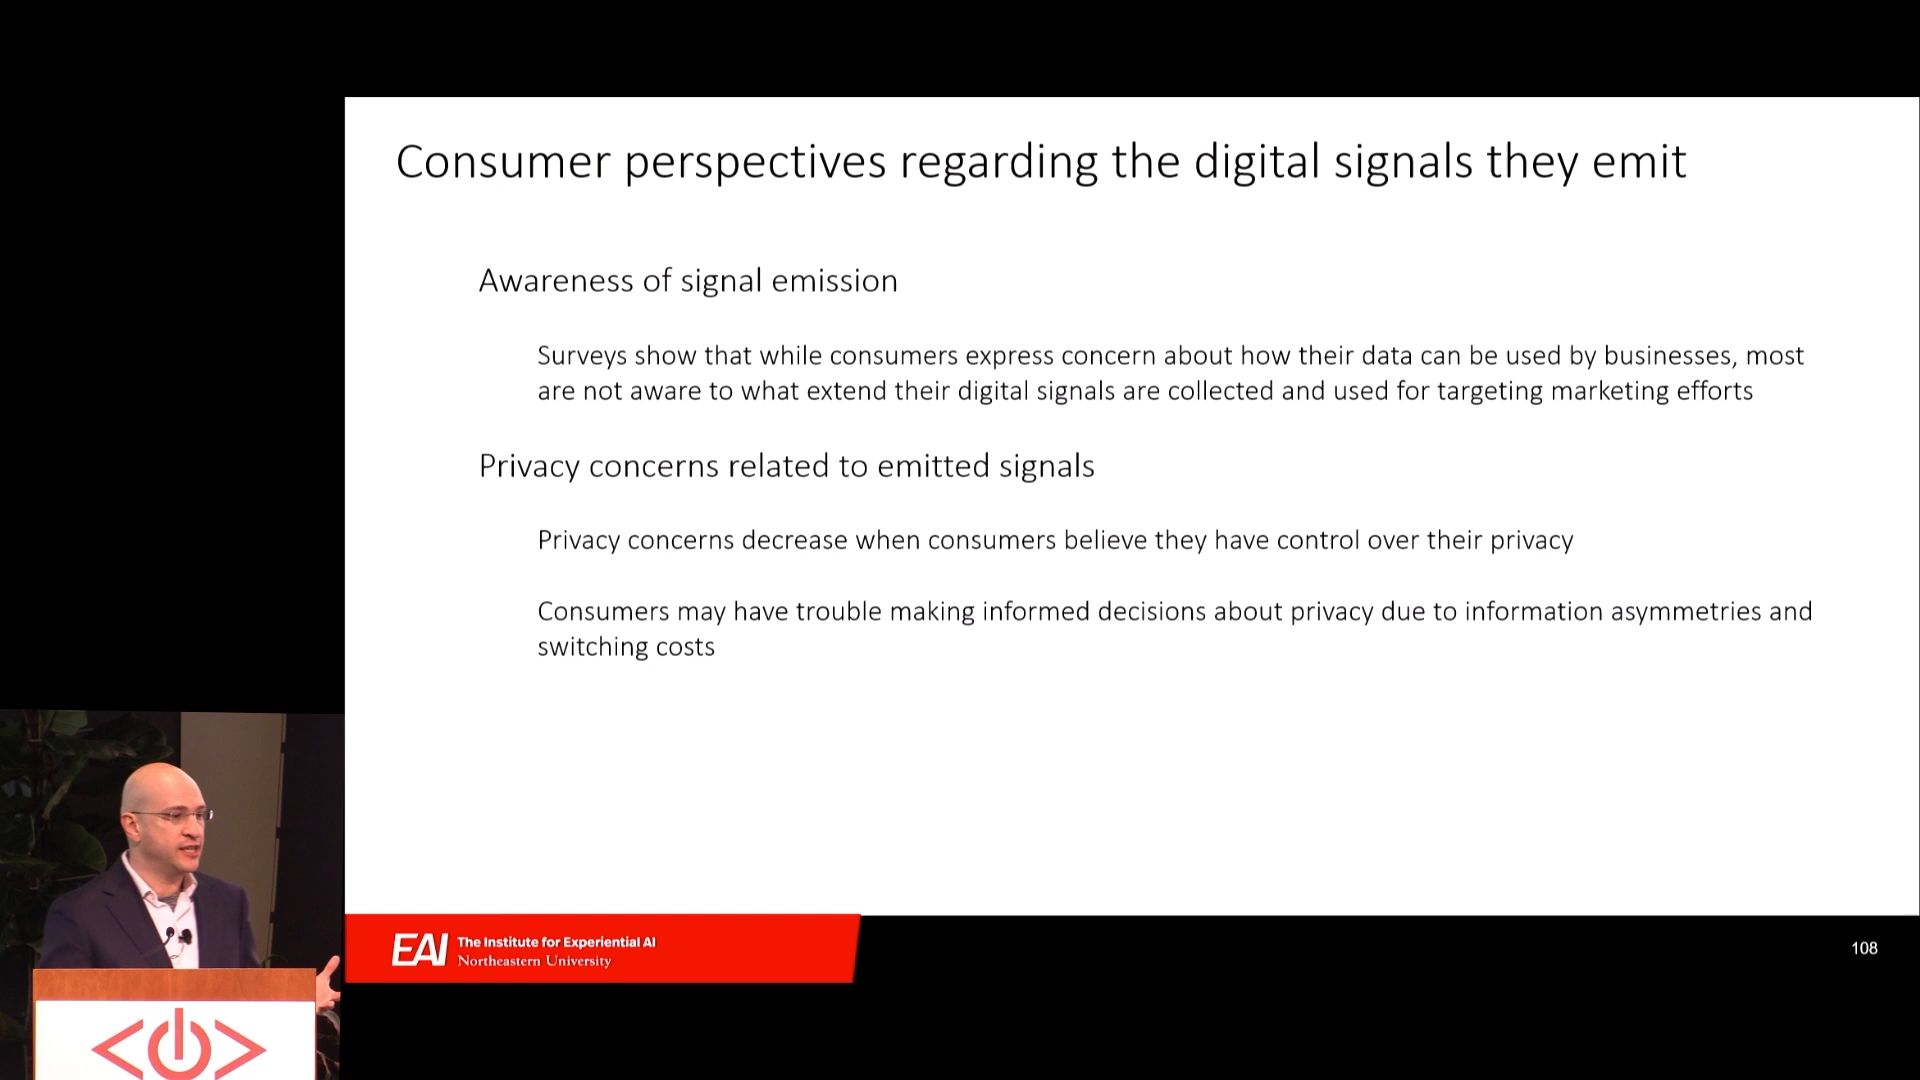 Consumer perspectives regarding the digital signals they emit
Awareness of signal emission
Surveys show that while consumers express concern about how their data can be used by businesses, most
are not aware to what extend their digital signals are collected and used for targeting marketing efforts
Privacy concerns related to emitted signals
Privacy concerns decrease when consumers believe they have control over their privacy
Consumers may have trouble making informed decisions about privacy due to information asymmetries and
switching costs
EAI The Institute for Experiential AI
Northeastern University
108